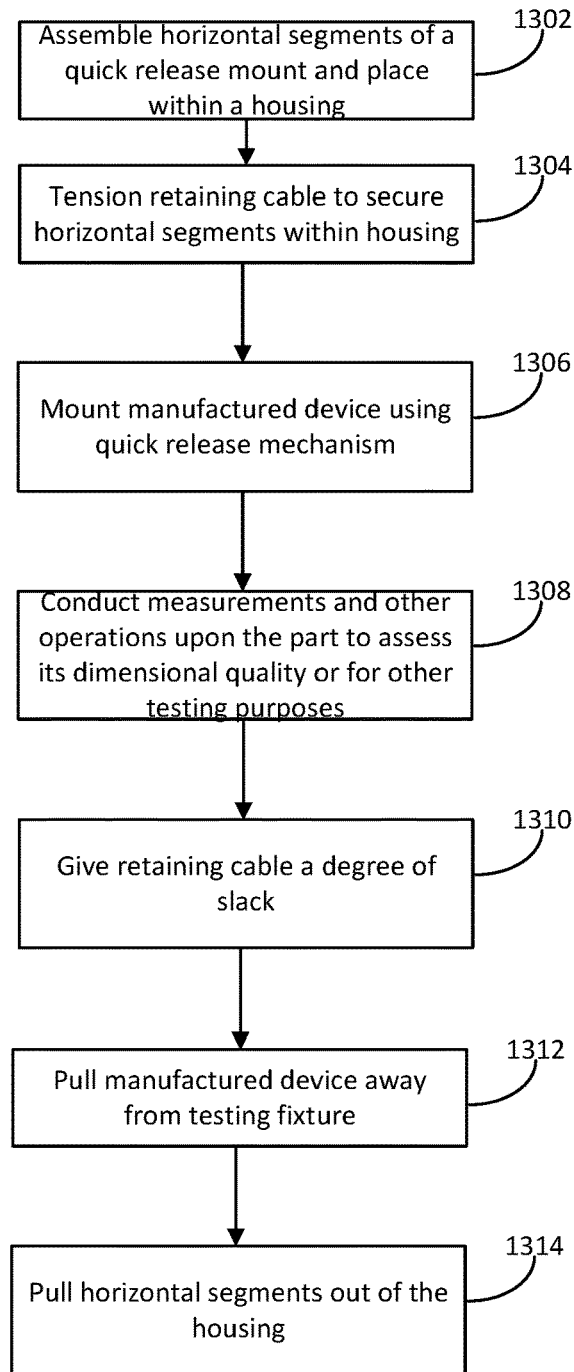 1302
Assemble horizontal segments of a
quick release mount and place
within a housing
1304
Tension retaining cable to secure
horizontal segments within housing
1306
Mount manufactured device using
quick release mechanism
1308
Conduct measurements and other
operations upon the part to assess
its dimensional quality or for other
testing purposes
1310
Give retaining cable a degree of
slack
1312
Pull manufactured device away
from testing fixture
1314
Pull horizontal segments out of the
housing